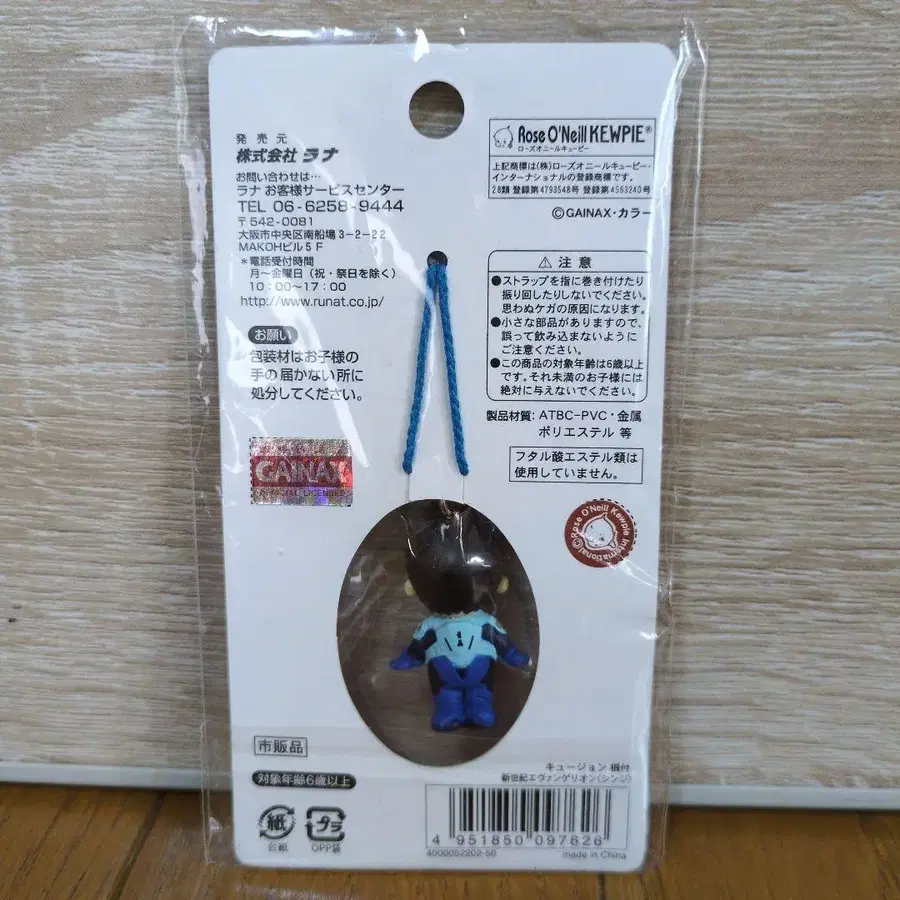 発売元
株式会社 ラナ
お問い合わせは…
ラナ お客様サービスセンター
TEL 06-6258-9444
〒542-0081
大阪市中央区南船場3-2-22
MAKOHビル5F
*電話受付時間
月～金曜日(祝・祭日を除く)
10:00～17:00
http://www.runat.co.jp/
お願い
包装材はお子様の
手の届かない所に
処分してください。
GAINAX
OFFICIAL LICENSED
Rose O'Neill KEWPIE®
ローズオニールキューピー
上記商標は(株)ローズオニールキューピー・
インターナショナルの登録商標です。
28類 登録第4793548号 登録第4563240号
©GAINAX・カラー
⚠注意
●ストラップを指に巻き付けたり
振り回したりしないでください。
思わぬケガの原因になります。
●小さな部品がありますので、
誤って飲み込まないように
ご注意ください。
●この商品の対象年齢は6歳以上
です。それ未満のお子様には
絶対に与えないでください。
製品材質: ATBC-PVC・金属
ポリエステル 等
フタル酸エステル類は
使用していません。
©Rose O'Neill Kewpie International
1
市販品
対象年齢6歳以上
紙
台紙
プラ
OPP袋
キュージョン 根付
新世紀エヴァンゲリオン(シンジ)
4 951850 097626
4000052202-50
made in China